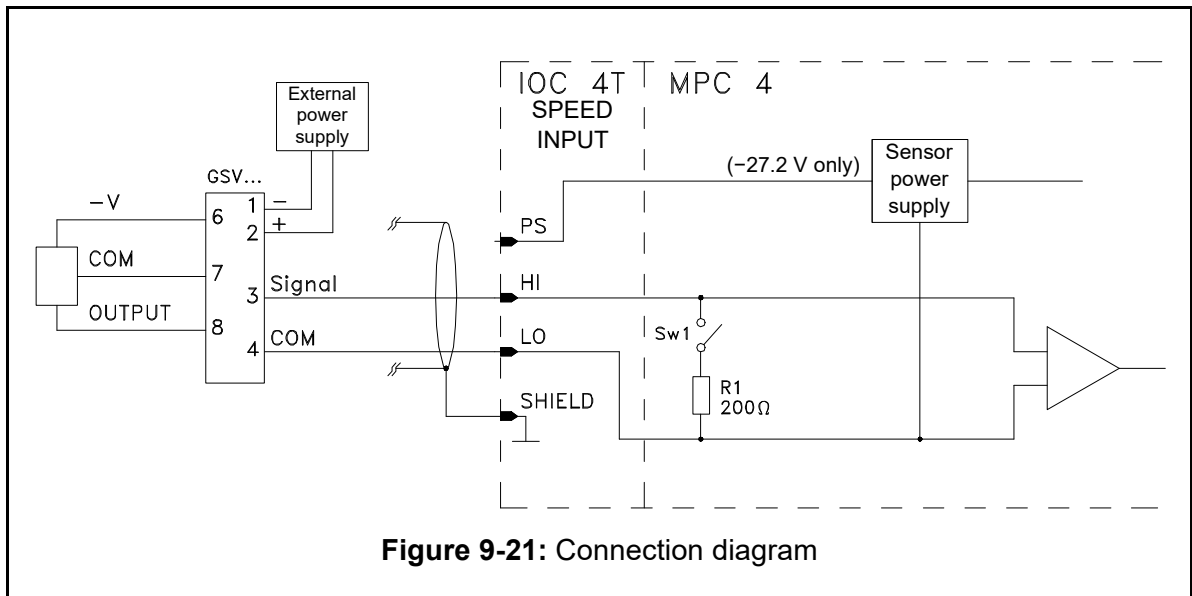 IOC 4T
MPC 4
SPEED
INPUT
External
power
supply
GSV...
(−27.2 V only)
Sensor
power
supply
−V
6
1
−
2
+
PS
COM
7
HI
3
Signal
OUTPUT
8
Sw1
LO
4
COM
R1
200Ω
SHIELD
Figure 9-21: Connection diagram